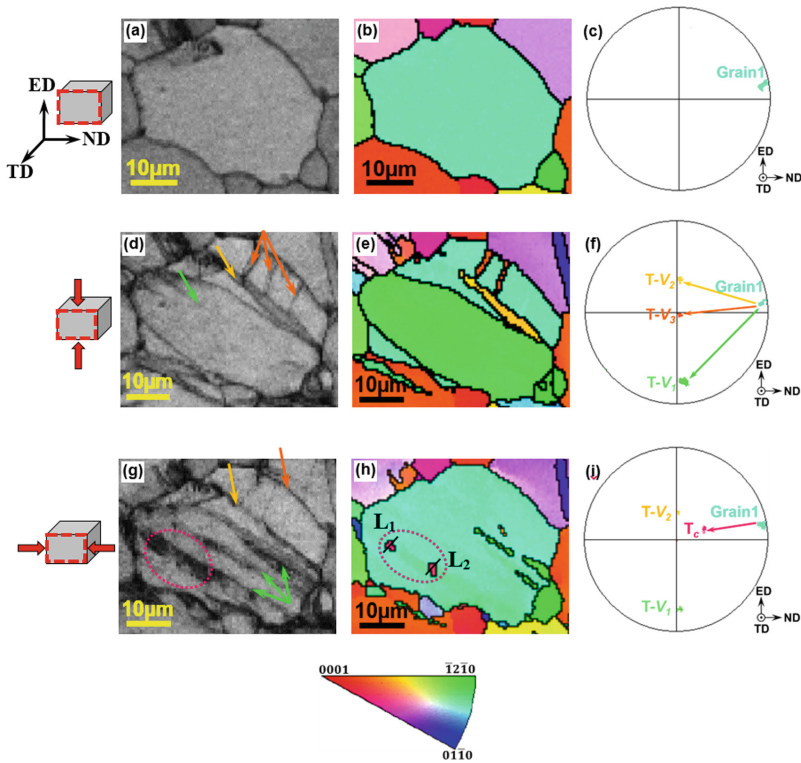 (a)
(b)
(c)
ED
ND
TD
10μm
10μm
Grain1
ED
ND
TD
(d)
(e)
(f)
10μm
10μm
T-V₂
Grain1
T-V₃
T-V₁
ED
ND
TD
(g)
(h)
(i)
L₁
L₂
10μm
10μm
T-V₂
Grain1
T꜀
T-V₁
ED
ND
TD
0001
1̅21̅0
011̅0